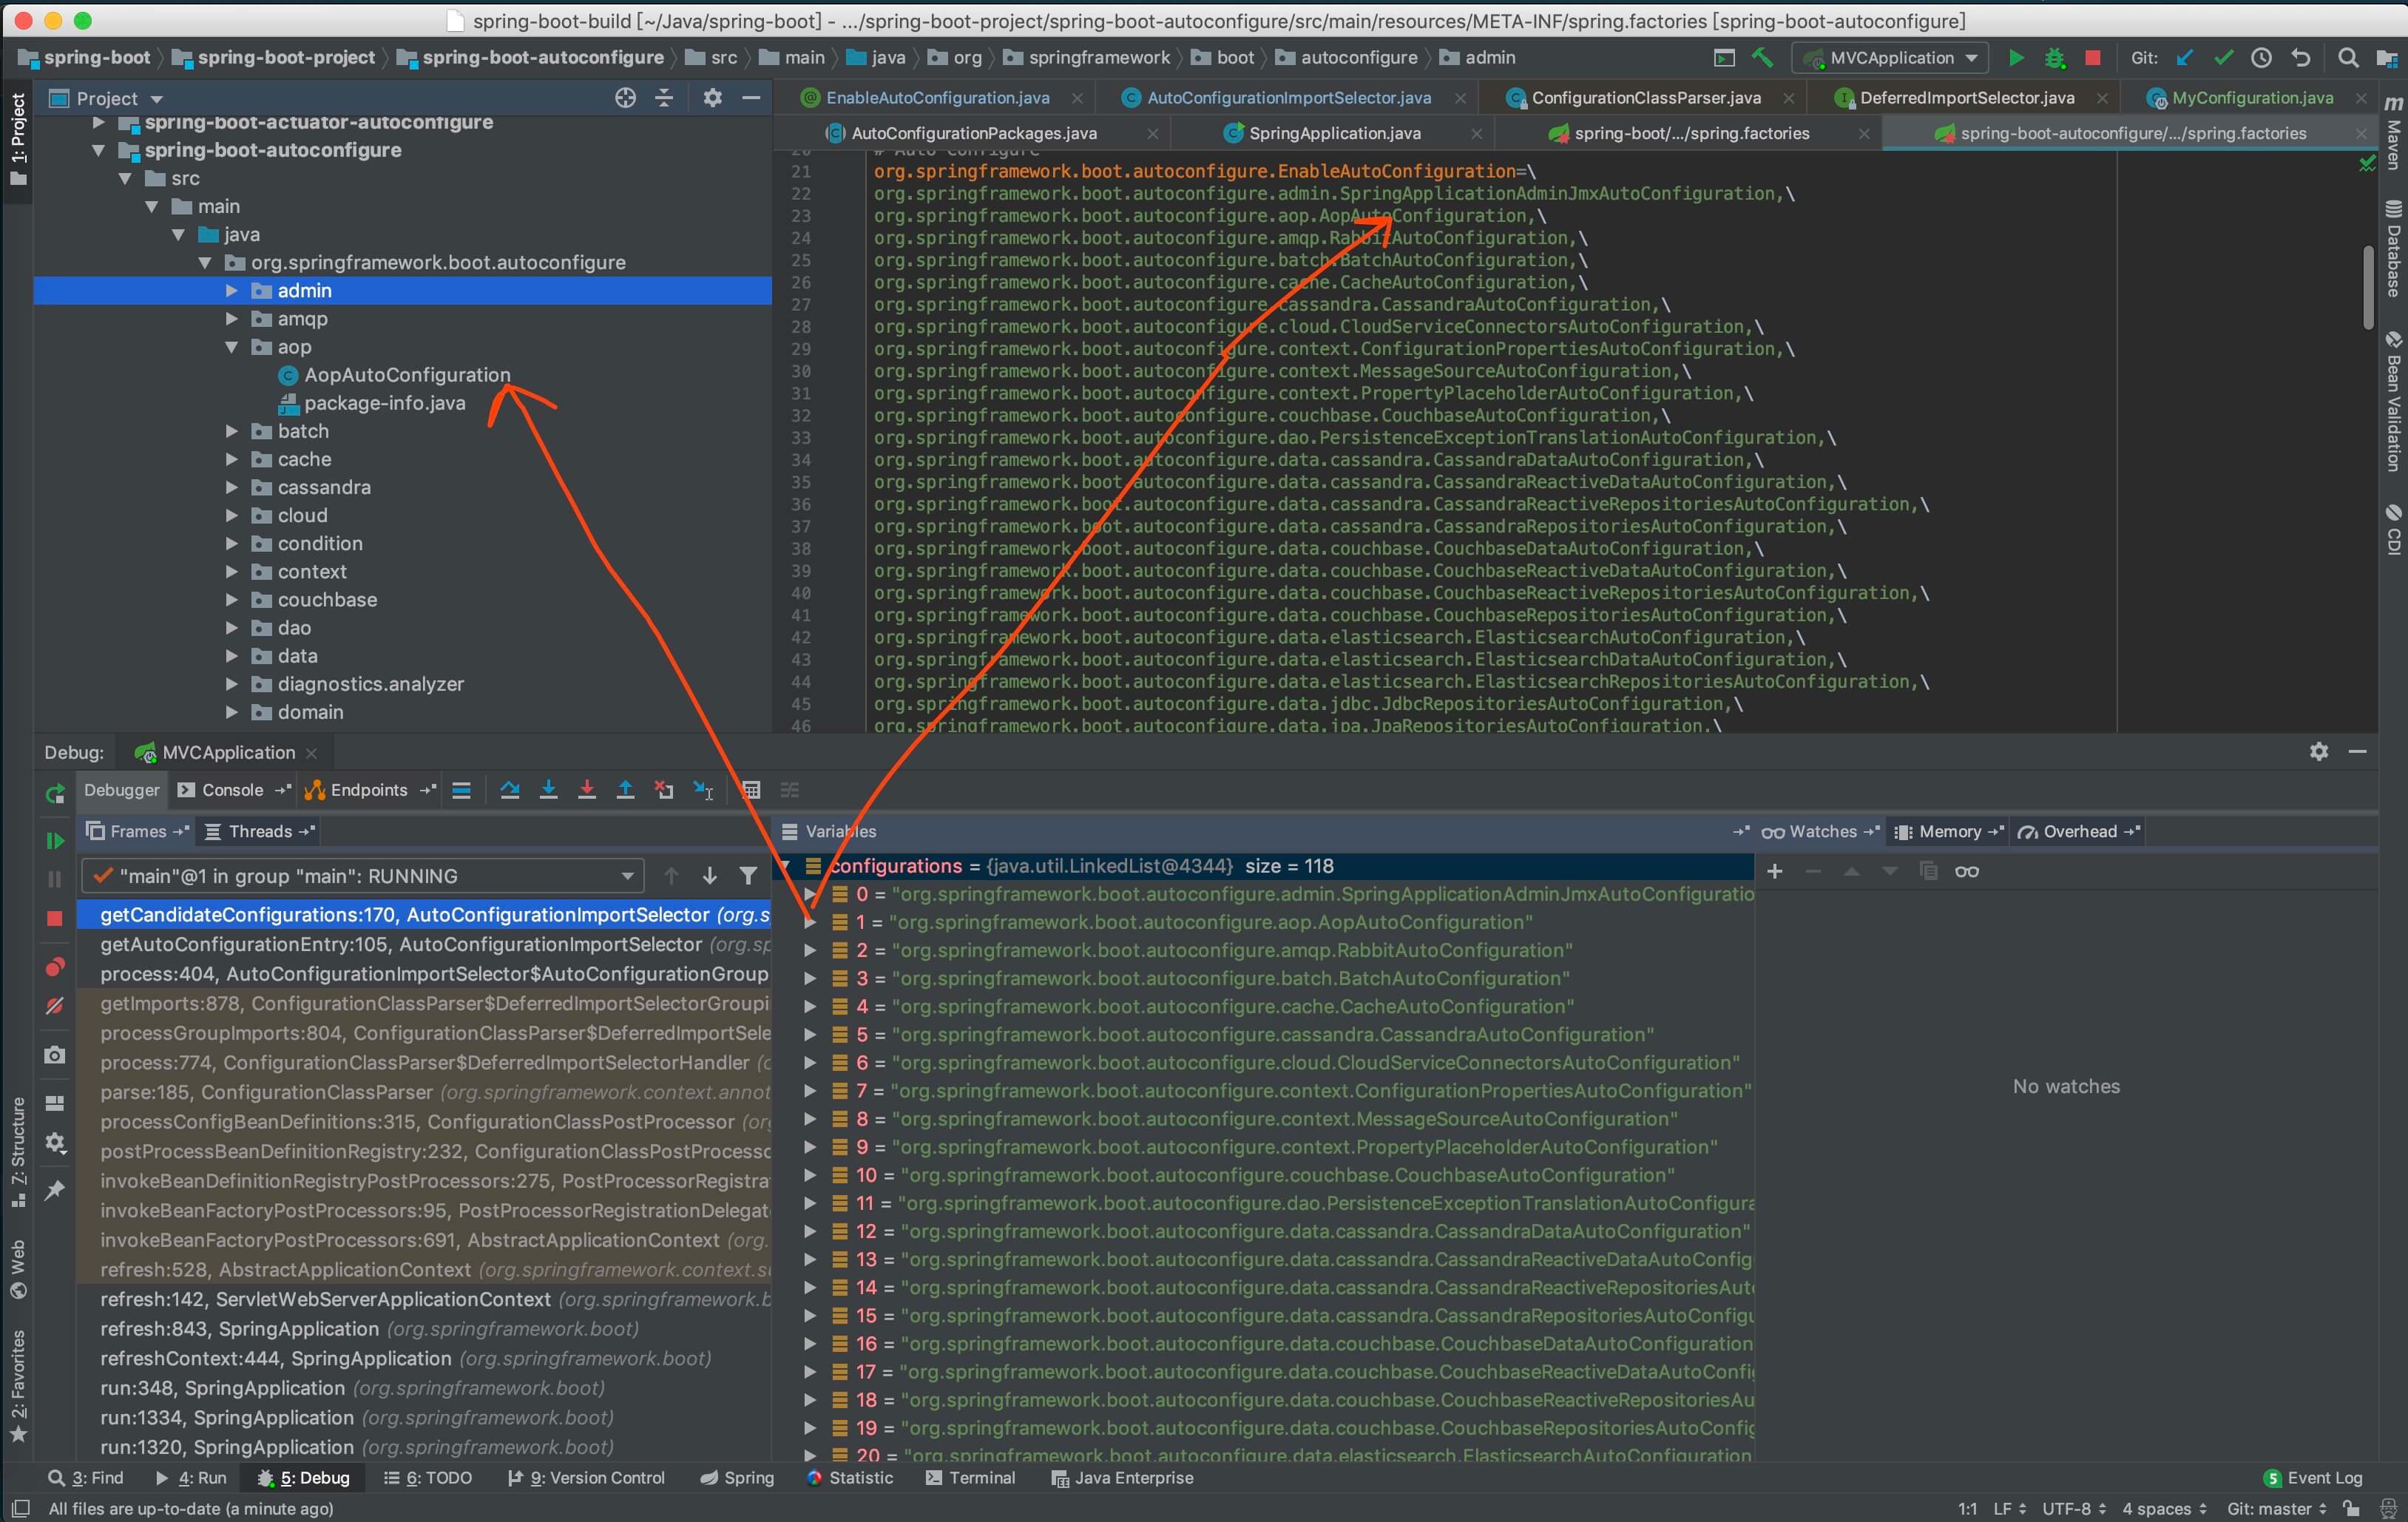 spring-boot-build [~/Java/spring-boot] - .../spring-boot-project/spring-boot-autoconfigure/src/main/resources/META-INF/spring.factories [spring-boot-autoconfigure]
spring-boot spring-boot-project spring-boot-autoconfigure src main java org springframework boot autoconfigure admin MVCApplication Git:
1: Project
Project
EnableAutoConfiguration.java AutoConfigurationImportSelector.java ConfigurationClassParser.java DeferredImportSelector.java MyConfiguration.java
AutoConfigurationPackages.java SpringApplication.java spring-boot/.../spring.factories spring-boot-autoconfigure/.../spring.factories
spring-boot-actuator-autoconfigure
spring-boot-autoconfigure
src
main
java
org.springframework.boot.autoconfigure
admin
amqp
aop
AopAutoConfiguration
package-info.java
batch
cache
cassandra
cloud
condition
context
couchbase
dao
data
diagnostics.analyzer
domain
20 # Auto Configure
21 org.springframework.boot.autoconfigure.EnableAutoConfiguration=\
22 org.springframework.boot.autoconfigure.admin.SpringApplicationAdminJmxAutoConfiguration,\
23 org.springframework.boot.autoconfigure.aop.AopAutoConfiguration,\
24 org.springframework.boot.autoconfigure.amqp.RabbitAutoConfiguration,\
25 org.springframework.boot.autoconfigure.batch.BatchAutoConfiguration,\
26 org.springframework.boot.autoconfigure.cache.CacheAutoConfiguration,\
27 org.springframework.boot.autoconfigure.cassandra.CassandraAutoConfiguration,\
28 org.springframework.boot.autoconfigure.cloud.CloudServiceConnectorsAutoConfiguration,\
29 org.springframework.boot.autoconfigure.context.ConfigurationPropertiesAutoConfiguration,\
30 org.springframework.boot.autoconfigure.context.MessageSourceAutoConfiguration,\
31 org.springframework.boot.autoconfigure.context.PropertyPlaceholderAutoConfiguration,\
32 org.springframework.boot.autoconfigure.couchbase.CouchbaseAutoConfiguration,\
33 org.springframework.boot.autoconfigure.dao.PersistenceExceptionTranslationAutoConfiguration,\
34 org.springframework.boot.autoconfigure.data.cassandra.CassandraDataAutoConfiguration,\
35 org.springframework.boot.autoconfigure.data.cassandra.CassandraReactiveDataAutoConfiguration,\
36 org.springframework.boot.autoconfigure.data.cassandra.CassandraReactiveRepositoriesAutoConfiguration,\
37 org.springframework.boot.autoconfigure.data.cassandra.CassandraRepositoriesAutoConfiguration,\
38 org.springframework.boot.autoconfigure.data.couchbase.CouchbaseDataAutoConfiguration,\
39 org.springframework.boot.autoconfigure.data.couchbase.CouchbaseReactiveDataAutoConfiguration,\
40 org.springframework.boot.autoconfigure.data.couchbase.CouchbaseReactiveRepositoriesAutoConfiguration,\
41 org.springframework.boot.autoconfigure.data.couchbase.CouchbaseRepositoriesAutoConfiguration,\
42 org.springframework.boot.autoconfigure.data.elasticsearch.ElasticsearchAutoConfiguration,\
43 org.springframework.boot.autoconfigure.data.elasticsearch.ElasticsearchDataAutoConfiguration,\
44 org.springframework.boot.autoconfigure.data.elasticsearch.ElasticsearchRepositoriesAutoConfiguration,\
45 org.springframework.boot.autoconfigure.data.jdbc.JdbcRepositoriesAutoConfiguration,\
46 org.springframework.boot.autoconfigure.data.jpa.JpaRepositoriesAutoConfiguration,\
Maven
Database
Bean Validation
CDI
Debug: MVCApplication
Debugger Console Endpoints
Frames Threads
"main"@1 in group "main": RUNNING
getCandidateConfigurations:170, AutoConfigurationImportSelector (org.s
getAutoConfigurationEntry:105, AutoConfigurationImportSelector (org.sp
process:404, AutoConfigurationImportSelector$AutoConfigurationGroup
getImports:878, ConfigurationClassParser$DeferredImportSelectorGroupi
processGroupImports:804, ConfigurationClassParser$DeferredImportSele
process:774, ConfigurationClassParser$DeferredImportSelectorHandler (o
parse:185, ConfigurationClassParser (org.springframework.context.annot
processConfigBeanDefinitions:315, ConfigurationClassPostProcessor (org
postProcessBeanDefinitionRegistry:232, ConfigurationClassPostProcesso
invokeBeanDefinitionRegistryPostProcessors:275, PostProcessorRegistra
invokeBeanFactoryPostProcessors:95, PostProcessorRegistrationDelegat
invokeBeanFactoryPostProcessors:691, AbstractApplicationContext (org.
refresh:528, AbstractApplicationContext (org.springframework.context.su
refresh:142, ServletWebServerApplicationContext (org.springframework.b
refresh:843, SpringApplication (org.springframework.boot)
refreshContext:444, SpringApplication (org.springframework.boot)
run:348, SpringApplication (org.springframework.boot)
run:1334, SpringApplication (org.springframework.boot)
run:1320, SpringApplication (org.springframework.boot)
Variables
configurations = {java.util.LinkedList@4344} size = 118
0 = "org.springframework.boot.autoconfigure.admin.SpringApplicationAdminJmxAutoConfiguratio
1 = "org.springframework.boot.autoconfigure.aop.AopAutoConfiguration"
2 = "org.springframework.boot.autoconfigure.amqp.RabbitAutoConfiguration"
3 = "org.springframework.boot.autoconfigure.batch.BatchAutoConfiguration"
4 = "org.springframework.boot.autoconfigure.cache.CacheAutoConfiguration"
5 = "org.springframework.boot.autoconfigure.cassandra.CassandraAutoConfiguration"
6 = "org.springframework.boot.autoconfigure.cloud.CloudServiceConnectorsAutoConfiguration"
7 = "org.springframework.boot.autoconfigure.context.ConfigurationPropertiesAutoConfiguration"
8 = "org.springframework.boot.autoconfigure.context.MessageSourceAutoConfiguration"
9 = "org.springframework.boot.autoconfigure.context.PropertyPlaceholderAutoConfiguration"
10 = "org.springframework.boot.autoconfigure.couchbase.CouchbaseAutoConfiguration"
11 = "org.springframework.boot.autoconfigure.dao.PersistenceExceptionTranslationAutoConfigura
12 = "org.springframework.boot.autoconfigure.data.cassandra.CassandraDataAutoConfiguration"
13 = "org.springframework.boot.autoconfigure.data.cassandra.CassandraReactiveDataAutoConfig
14 = "org.springframework.boot.autoconfigure.data.cassandra.CassandraReactiveRepositoriesAut
15 = "org.springframework.boot.autoconfigure.data.cassandra.CassandraRepositoriesAutoConfigu
16 = "org.springframework.boot.autoconfigure.data.couchbase.CouchbaseDataAutoConfiguration
17 = "org.springframework.boot.autoconfigure.data.couchbase.CouchbaseReactiveDataAutoConfi
18 = "org.springframework.boot.autoconfigure.data.couchbase.CouchbaseReactiveRepositoriesAu
19 = "org.springframework.boot.autoconfigure.data.couchbase.CouchbaseRepositoriesAutoConfig
20 = "org.springframework.boot.autoconfigure.data.elasticsearch.ElasticsearchAutoConfiguration
Watches Memory Overhead
No watches
Z: Structure
Web
2: Favorites
3: Find 4: Run 5: Debug 6: TODO 9: Version Control Spring Statistic Terminal Java Enterprise 5 Event Log
All files are up-to-date (a minute ago) 1:1 LF UTF-8 4 spaces Git: master